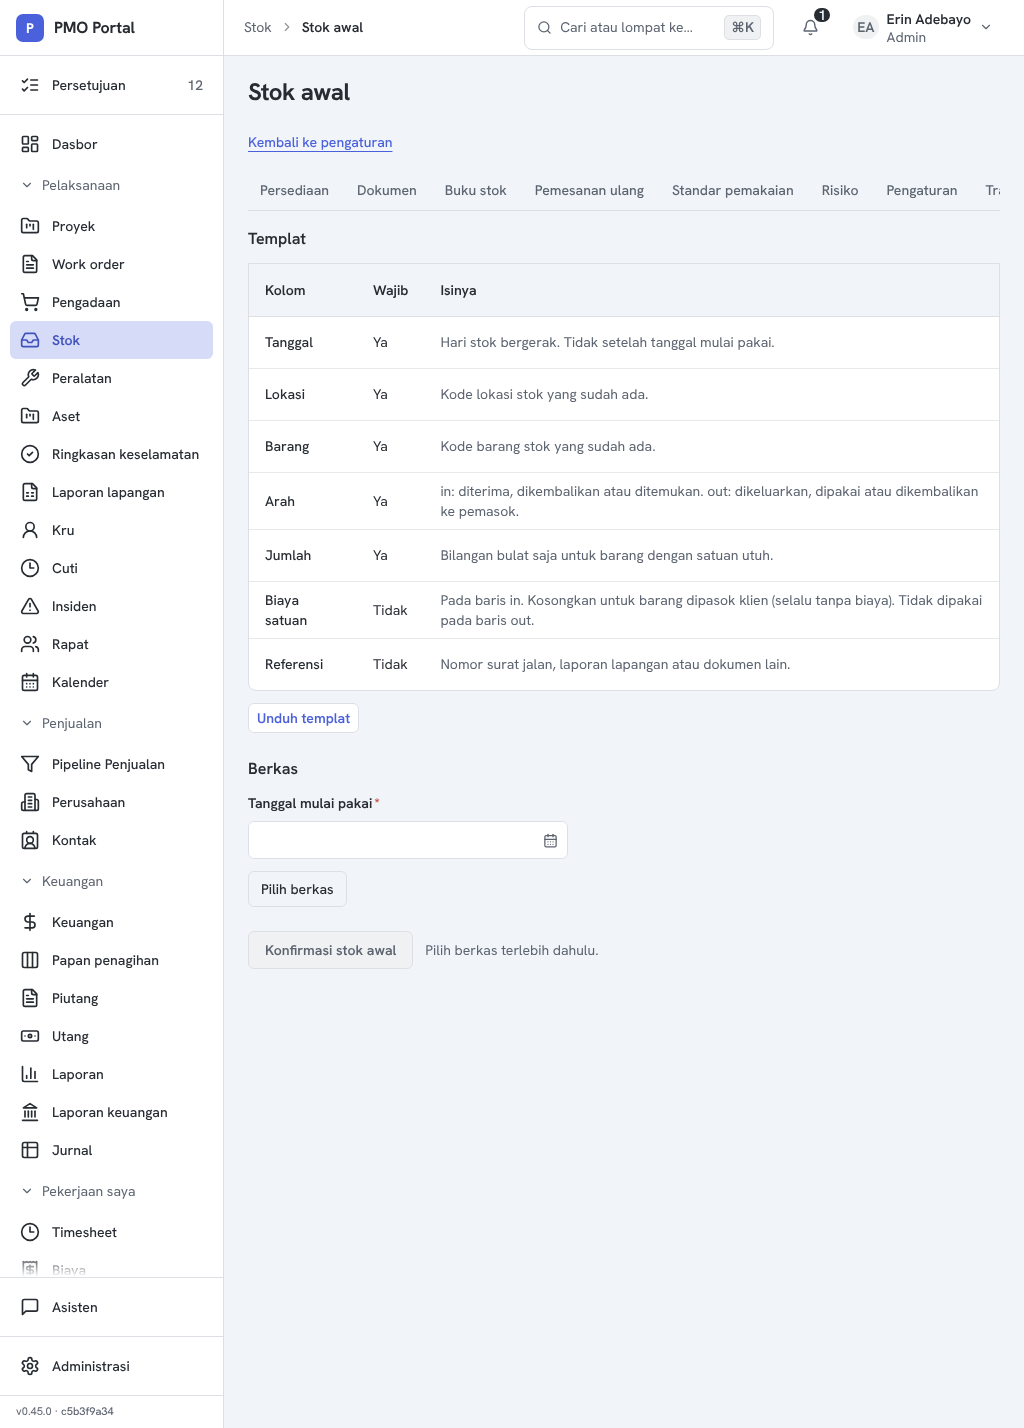 P PMO Portal
Stok > Stok awal
Cari atau lompat ke...
⌘K
1
EA
Erin Adebayo
Admin
Persetujuan 12
Dasbor
Pelaksanaan
Proyek
Work order
Pengadaan
Stok
Peralatan
Aset
Ringkasan keselamatan
Laporan lapangan
Kru
Cuti
Insiden
Rapat
Kalender
Penjualan
Pipeline Penjualan
Perusahaan
Kontak
Keuangan
Keuangan
Papan penagihan
Piutang
Utang
Laporan
Laporan keuangan
Jurnal
Pekerjaan saya
Timesheet
Biaya
Asisten
Administrasi
v0.45.0 · c5b3f9a34
Stok awal
Kembali ke pengaturan
Persediaan Dokumen Buku stok Pemesanan ulang Standar pemakaian Risiko Pengaturan
Templat
Kolom Wajib Isinya
Tanggal Ya Hari stok bergerak. Tidak setelah tanggal mulai pakai.
Lokasi Ya Kode lokasi stok yang sudah ada.
Barang Ya Kode barang stok yang sudah ada.
Arah Ya in: diterima, dikembalikan atau ditemukan. out: dikeluarkan, dipakai atau dikembalikan
ke pemasok.
Jumlah Ya Bilangan bulat saja untuk barang dengan satuan utuh.
Biaya satuan Tidak Pada baris in. Kosongkan untuk barang dipasok klien (selalu tanpa biaya). Tidak dipakai
pada baris out.
Referensi Tidak Nomor surat jalan, laporan lapangan atau dokumen lain.
Unduh templat
Berkas
Tanggal mulai pakai *
Pilih berkas
Konfirmasi stok awal Pilih berkas terlebih dahulu.